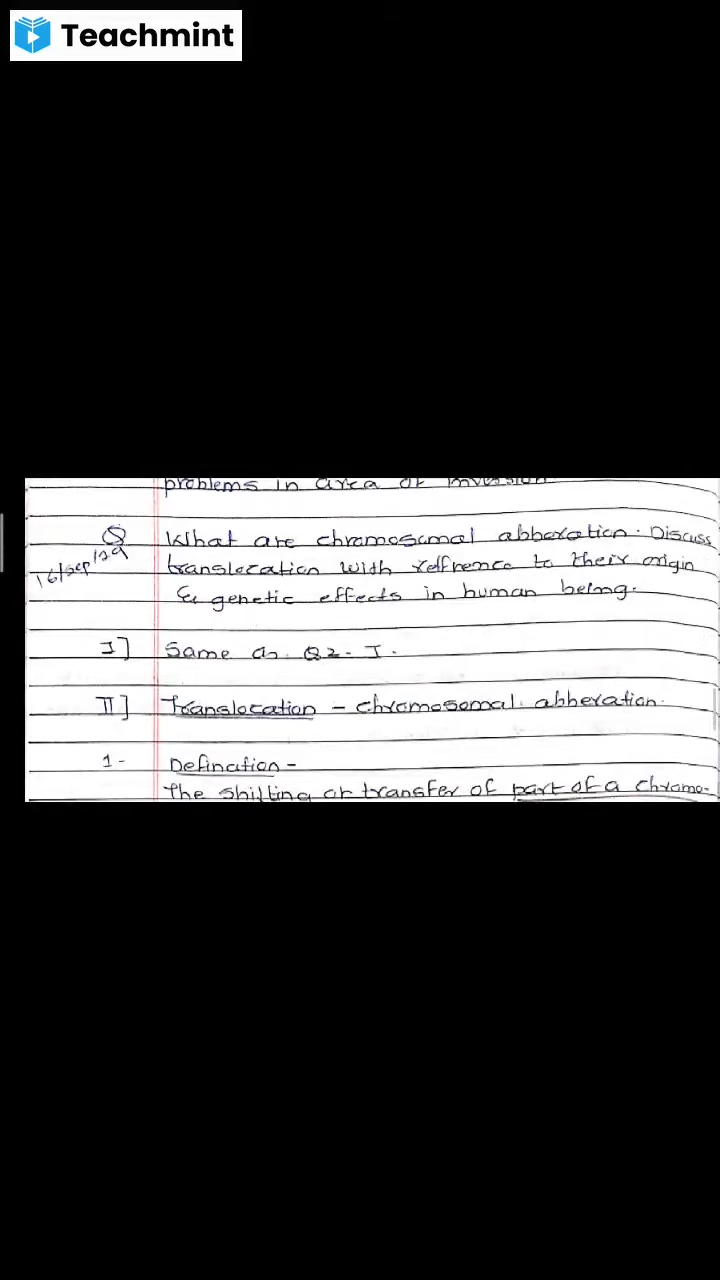 Teachmint
problems in area of inversion
Q What are chromosomal abberation. Discuss
16/sep/29 translocation with refrence to their origin
& genetic effects in human being.
I] Same as Q2- I.
II] Translocation - chromosomal abberation.
1- Defination -
The shifting or transfer of part of a chromo-